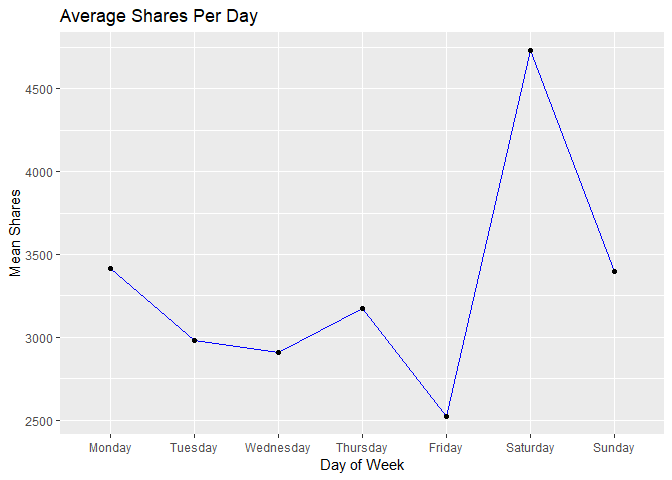 Average Shares Per Day
4500
4000
3500
3000
2500
Mean Shares
Monday Tuesday Wednesday Thursday Friday Saturday Sunday
Day of Week